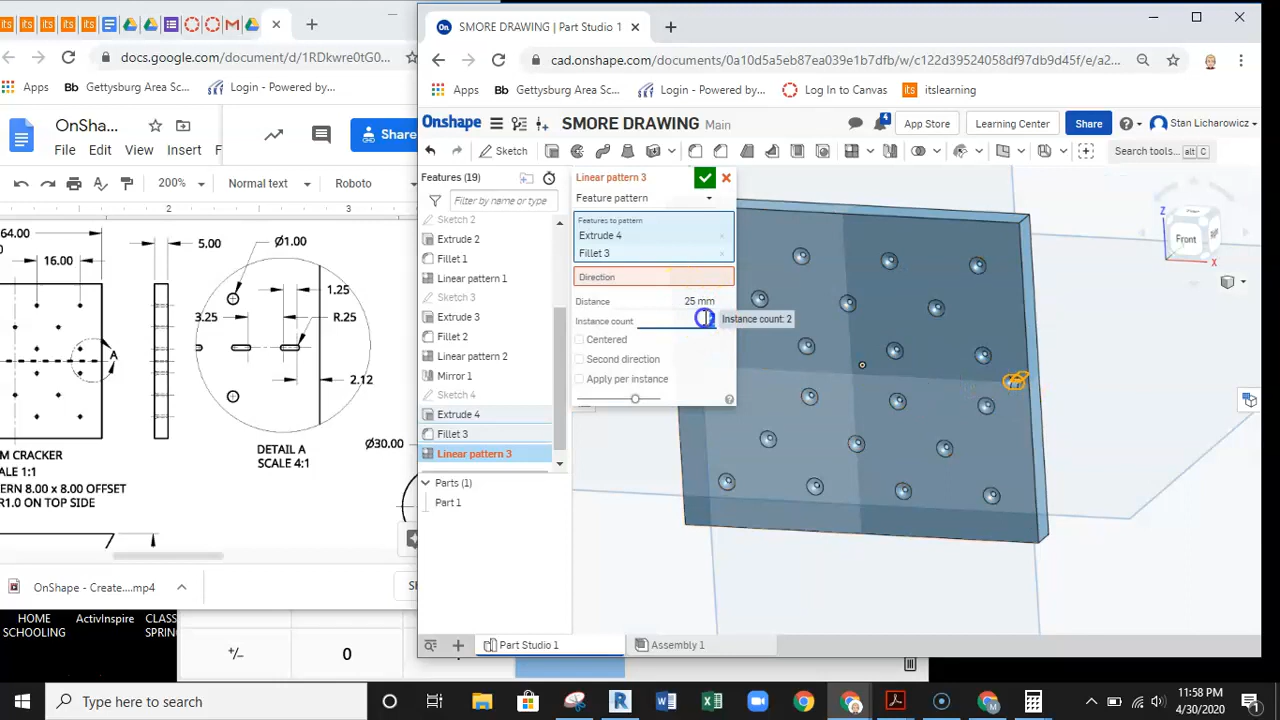 SMORE DRAWING | Part Studio 1
docs.google.com/document/d/1RDkwre0tG0...
cad.onshape.com/documents/0a10d5a5eb87ea039e1b7dfb/w/c122d39524058df97db9d45f/e/a2...
Apps
Bb Gettysburg Area Sc...
Login - Powered by...
Apps
Bb Gettysburg Area Sc...
Login - Powered by...
Log In to Canvas
itslearning
OnSha...
Share
File Edit View Insert F
200%
Normal text
Roboto
2 3
Onshape
SMORE DRAWING Main
4
App Store
Learning Center
Share
Stan Licharowicz
Sketch
Search tools... alt C
Features (19)
Filter by name or type
Sketch 2
Extrude 2
Fillet 1
Linear pattern 1
Sketch 3
Extrude 3
Fillet 2
Linear pattern 2
Mirror 1
Sketch 4
Extrude 4
Fillet 3
Linear pattern 3
Parts (1)
Part 1
Linear pattern 3
Feature pattern
Features to pattern
Extrude 4
Fillet 3
Direction
Distance 25 mm
Instance count
Instance count: 2
Centered
Second direction
Apply per instance
Z
Front
X
64.00
5.00
Ø1.00
16.00
1.25
3.25
R.25
A
2.12
DETAIL A
SCALE 4:1
Ø30.00
M CRACKER
ALE 1:1
ERN 8.00 x 8.00 OFFSET
R1.0 ON TOP SIDE
OnShape - Create....mp4
Part Studio 1
Assembly 1
HOME
SCHOOLING
ActivInspire
CLASS
SPRIN
+/-
0
Type here to search
11:58 PM
4/30/2020